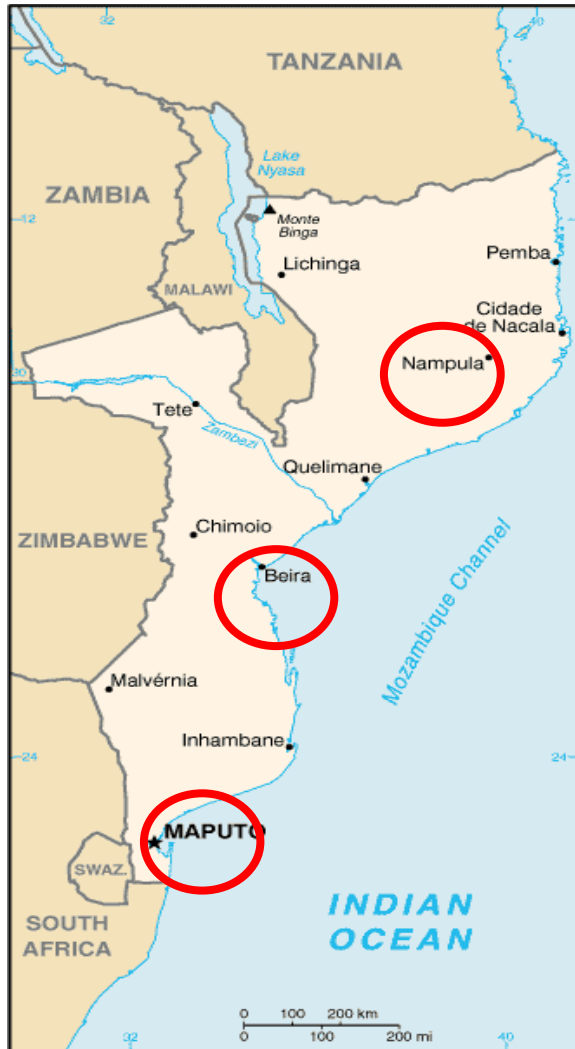 32
40
TANZANIA
Lake
Nyasa
ZAMBIA
12
12
Monte
Binga
Lichinga
Pemba
MALAWI
Cidade
de Nacala
Nampula
30
Tete
Zambezi
Quelimane
Chimoio
ZIMBABWE
Beira
Mozambique Channel
Malvérnia
Inhambane
24
24
MAPUTO
SWAZ.
SOUTH
AFRICA
INDIAN
OCEAN
0 100 200 km
0 100 200 mi
32
40